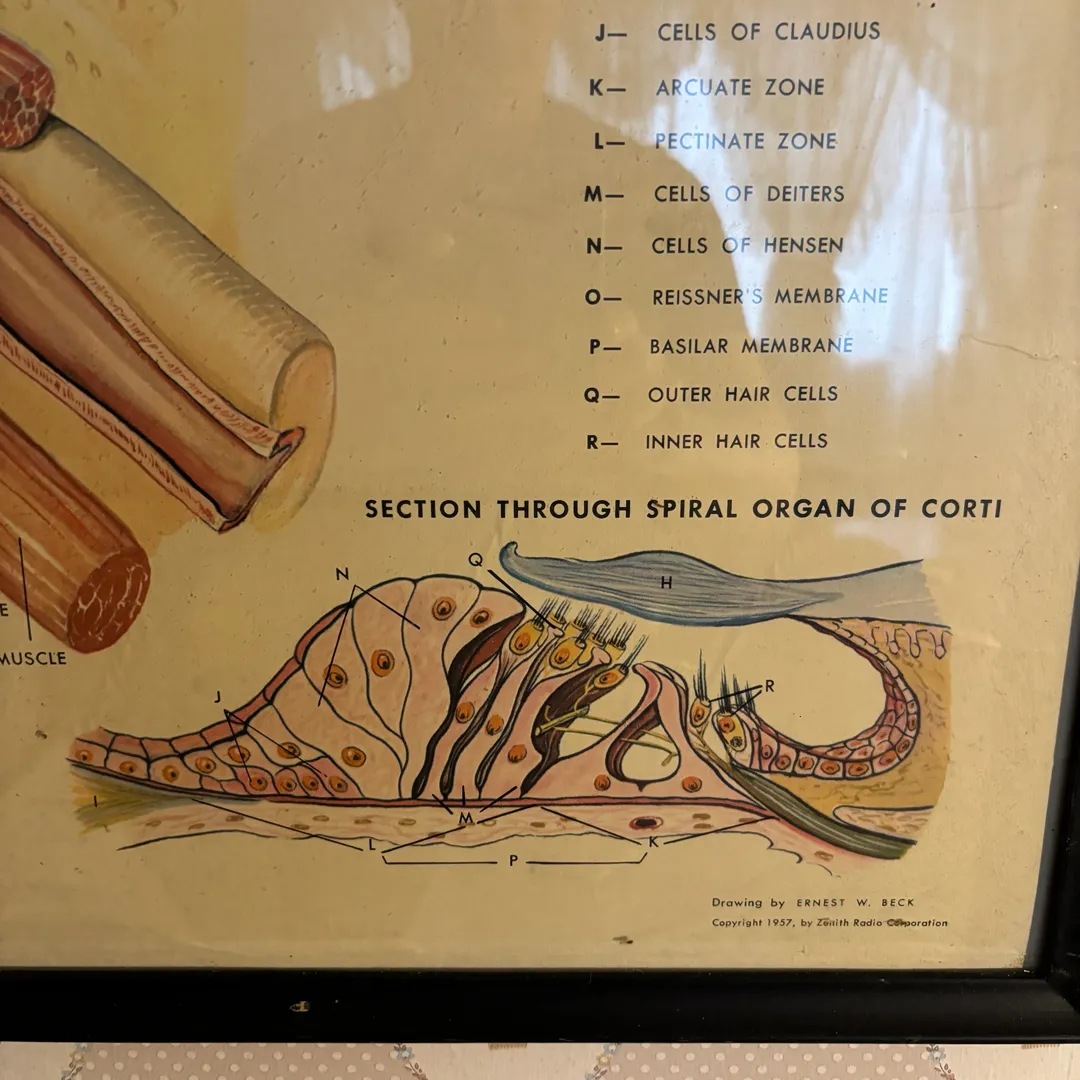 J— CELLS OF CLAUDIUS
K— ARCUATE ZONE
L— PECTINATE ZONE
M— CELLS OF DEITERS
N— CELLS OF HENSEN
O— REISSNER'S MEMBRANE
P— BASILAR MEMBRANE
Q— OUTER HAIR CELLS
R— INNER HAIR CELLS
SECTION THROUGH SPIRAL ORGAN OF CORTI
Q
N
H
E
MUSCLE
R
J
I
M
L
K
P
Drawing by ERNEST W. BECK
Copyright 1957, by Zenith Radio Corporation